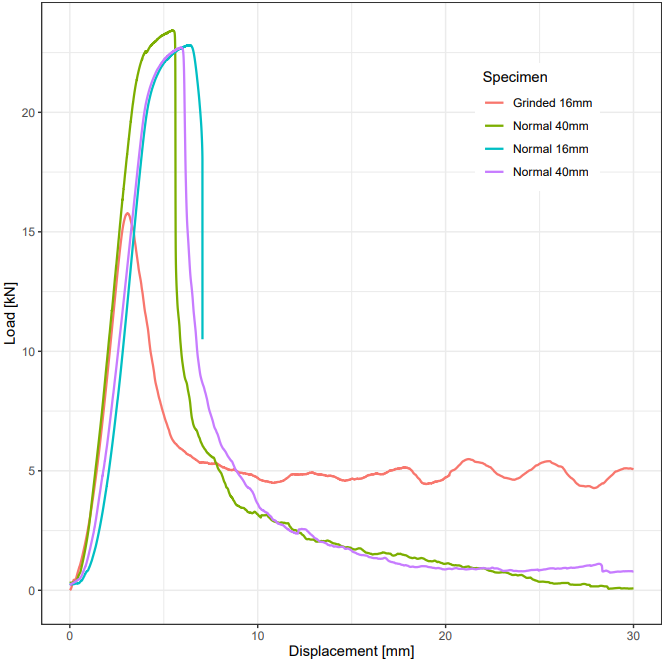 Specimen
Grinded 16mm
Normal 40mm
Normal 16mm
Normal 40mm
20
15
10
5
0
0 10 20 30
Load [kN]
Displacement [mm]